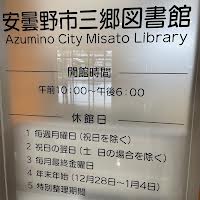 安曇野市三郷図書館
Azumino City Misato Library
開館時間
午前10:00～午後6:00
休館日
1 毎週月曜日(祝日を除く)
2 祝日の翌日(土 日の場合を除く)
3 毎月最終金曜日
4 年末年始(12月28日～1月4日)
5 特別整理期間